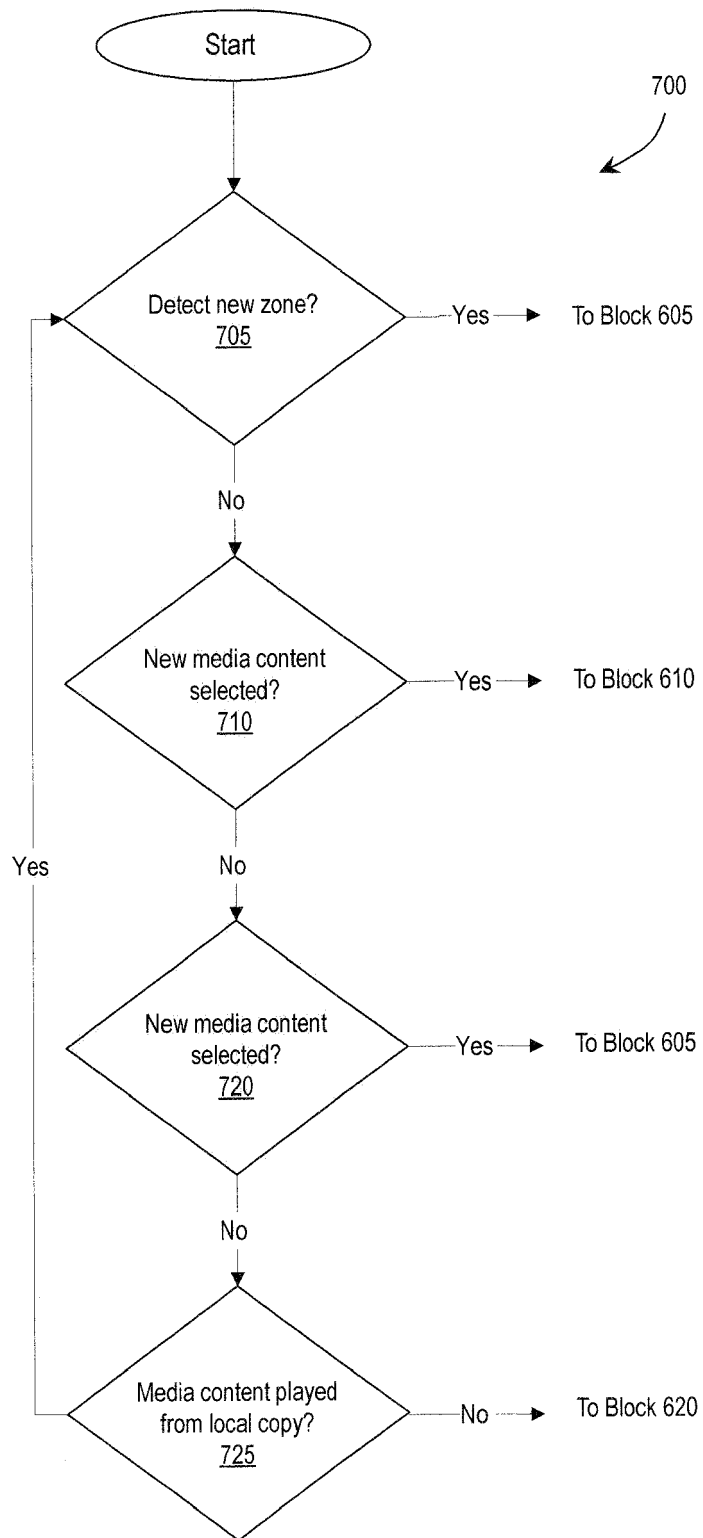 Start
700
Detect new zone?
705
Yes
To Block 605
No
New media content
selected?
710
Yes
To Block 610
No
Yes
New media content
selected?
720
Yes
To Block 605
No
Media content played
from local copy?
725
No
To Block 620